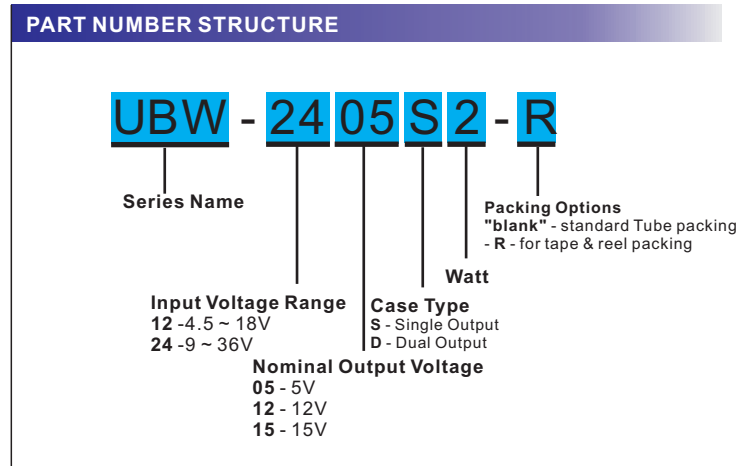 PART NUMBER STRUCTURE
UBW - 24 05 S 2 - R
Series Name
Packing Options
"blank" - standard Tube packing
- R - for tape & reel packing
Watt
Input Voltage Range
12 -4.5 ~ 18V
24 -9 ~ 36V
Case Type
S - Single Output
D - Dual Output
Nominal Output Voltage
05 - 5V
12 - 12V
15 - 15V